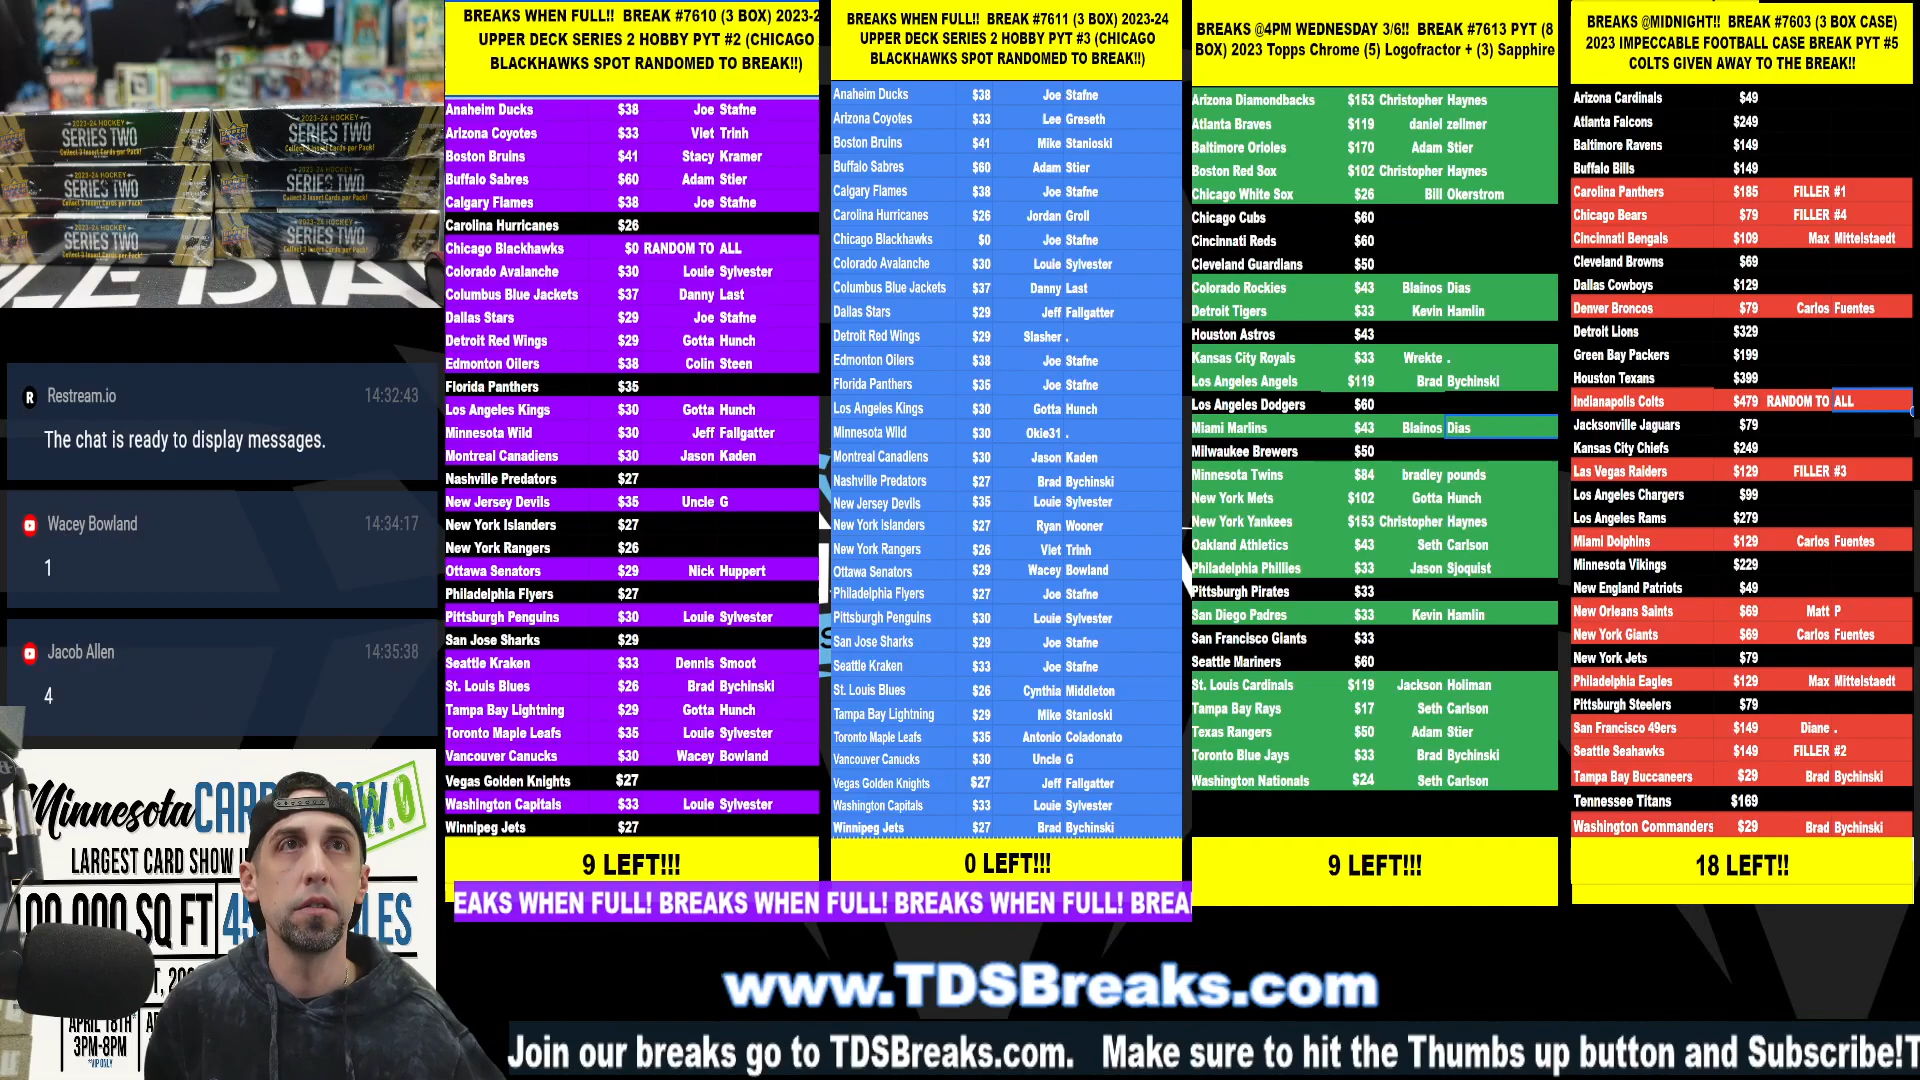 2023-24 HOCKEY
SERIES TWO
Collect 3 Insert Cards per Pack!
2023-24 HOCKEY
SERIES TWO
Collect 3 Insert Cards per Pack!
2023-24 HOCKEY
SERIES TWO
2023-24 HOCKEY
SERIES TWO
2023-24 HOCKEY
SERIES TWO
2023-24 HOCKEY
SERIES TWO
Restream.io 14:32:43
The chat is ready to display messages.
Wacey Bowland 14:34:17
1
Jacob Allen 14:35:38
4
Minnesota CARD
LARGEST CARD SHOW
100,000 SQ FT
APRIL 18TH
3PM-8PM
*VIP ONLY
BREAKS WHEN FULL!! BREAK #7610 (3 BOX) 2023-2
UPPER DECK SERIES 2 HOBBY PYT #2 (CHICAGO
BLACKHAWKS SPOT RANDOMED TO BREAK!!)
Anaheim Ducks $38 Joe Stafne
Arizona Coyotes $33 Viet Trinh
Boston Bruins $41 Stacy Kramer
Buffalo Sabres $60 Adam Stier
Calgary Flames $38 Joe Stafne
Carolina Hurricanes $26
Chicago Blackhawks $0 RANDOM TO ALL
Colorado Avalanche $30 Louie Sylvester
Columbus Blue Jackets $37 Danny Last
Dallas Stars $29 Joe Stafne
Detroit Red Wings $29 Gotta Hunch
Edmonton Oilers $38 Colin Steen
Florida Panthers $35
Los Angeles Kings $30 Gotta Hunch
Minnesota Wild $30 Jeff Fallgatter
Montreal Canadiens $30 Jason Kaden
Nashville Predators $27
New Jersey Devils $35 Uncle G
New York Islanders $27
New York Rangers $26
Ottawa Senators $29 Nick Huppert
Philadelphia Flyers $27
Pittsburgh Penguins $30 Louie Sylvester
San Jose Sharks $29
Seattle Kraken $33 Dennis Smoot
St. Louis Blues $26 Brad Bychinski
Tampa Bay Lightning $29 Gotta Hunch
Toronto Maple Leafs $35 Louie Sylvester
Vancouver Canucks $30 Wacey Bowland
Vegas Golden Knights $27
Washington Capitals $33 Louie Sylvester
Winnipeg Jets $27
9 LEFT!!!
BREAKS WHEN FULL!! BREAK #7611 (3 BOX) 2023-24
UPPER DECK SERIES 2 HOBBY PYT #3 (CHICAGO
BLACKHAWKS SPOT RANDOMED TO BREAK!!)
Anaheim Ducks $38 Joe Stafne
Arizona Coyotes $33 Lee Greseth
Boston Bruins $41 Mike Stanioski
Buffalo Sabres $60 Adam Stier
Calgary Flames $38 Joe Stafne
Carolina Hurricanes $26 Jordan Groll
Chicago Blackhawks $0 Joe Stafne
Colorado Avalanche $30 Louie Sylvester
Columbus Blue Jackets $37 Danny Last
Dallas Stars $29 Jeff Fallgatter
Detroit Red Wings $29 Slasher .
Edmonton Oilers $38 Joe Stafne
Florida Panthers $35 Joe Stafne
Los Angeles Kings $30 Gotta Hunch
Minnesota Wild $30 Okie31 .
Montreal Canadiens $30 Jason Kaden
Nashville Predators $27 Brad Bychinski
New Jersey Devils $35 Louie Sylvester
New York Islanders $27 Ryan Wooner
New York Rangers $26 Viet Trinh
Ottawa Senators $29 Wacey Bowland
Philadelphia Flyers $27 Joe Stafne
Pittsburgh Penguins $30 Louie Sylvester
San Jose Sharks $29 Joe Stafne
Seattle Kraken $33 Joe Stafne
St. Louis Blues $26 Cynthia Middleton
Tampa Bay Lightning $29 Mike Stanloski
Toronto Maple Leafs $35 Antonio Coladonato
Vancouver Canucks $30 Uncle G
Vegas Golden Knights $27 Jeff Fallgatter
Washington Capitals $33 Louie Sylvester
Winnipeg Jets $27 Brad Bychinski
0 LEFT!!!
BREAKS @4PM WEDNESDAY 3/6!! BREAK #7613 PYT (8
BOX) 2023 Topps Chrome (5) Logofractor + (3) Sapphire
Arizona Diamondbacks $153 Christopher Haynes
Atlanta Braves $119 daniel zellmer
Baltimore Orioles $170 Adam Stier
Boston Red Sox $102 Christopher Haynes
Chicago White Sox $26 Bill Okerstrom
Chicago Cubs $60
Cincinnati Reds $60
Cleveland Guardians $50
Colorado Rockies $43 Blainos Dias
Detroit Tigers $33 Kevin Hamlin
Houston Astros $43
Kansas City Royals $33 Wrekte .
Los Angeles Angels $119 Brad Bychinski
Los Angeles Dodgers $60
Miami Marlins $43 Blainos Dias
Milwaukee Brewers $50
Minnesota Twins $84 bradley pounds
New York Mets $102 Gotta Hunch
New York Yankees $153 Christopher Haynes
Oakland Athletics $43 Seth Carlson
Philadelphia Phillies $33 Jason Sjoquist
Pittsburgh Pirates $33
San Diego Padres $33 Kevin Hamlin
San Francisco Giants $33
Seattle Mariners $60
St. Louis Cardinals $119 Jackson Holiman
Tampa Bay Rays $17 Seth Carlson
Texas Rangers $50 Adam Stier
Toronto Blue Jays $33 Brad Bychinski
Washington Nationals $24 Seth Carlson
9 LEFT!!!
BREAKS @MIDNIGHT!! BREAK #7603 (3 BOX CASE)
2023 IMPECCABLE FOOTBALL CASE BREAK PYT #5
COLTS GIVEN AWAY TO THE BREAK!!
Arizona Cardinals $49
Atlanta Falcons $249
Baltimore Ravens $149
Buffalo Bills $149
Carolina Panthers $185 FILLER #1
Chicago Bears $79 FILLER #4
Cincinnati Bengals $109 Max Mittelstaedt
Cleveland Browns $69
Dallas Cowboys $129
Denver Broncos $79 Carlos Fuentes
Detroit Lions $329
Green Bay Packers $199
Houston Texans $399
Indianapolis Colts $479 RANDOM TO ALL
Jacksonville Jaguars $79
Kansas City Chiefs $249
Las Vegas Raiders $129 FILLER #3
Los Angeles Chargers $99
Los Angeles Rams $279
Miami Dolphins $129 Carlos Fuentes
Minnesota Vikings $229
New England Patriots $49
New Orleans Saints $69 Matt P
New York Giants $69 Carlos Fuentes
New York Jets $79
Philadelphia Eagles $129 Max Mittelstaedt
Pittsburgh Steelers $79
San Francisco 49ers $149 Diane .
Seattle Seahawks $149 FILLER #2
Tampa Bay Buccaneers $29 Brad Bychinski
Tennessee Titans $169
Washington Commanders $29 Brad Bychinski
18 LEFT!!
EAKS WHEN FULL! BREAKS WHEN FULL! BREAKS WHEN FULL! BREA
www.TDSBreaks.com
Join our breaks go to TDSBreaks.com. Make sure to hit the Thumbs up button and Subscribe!T